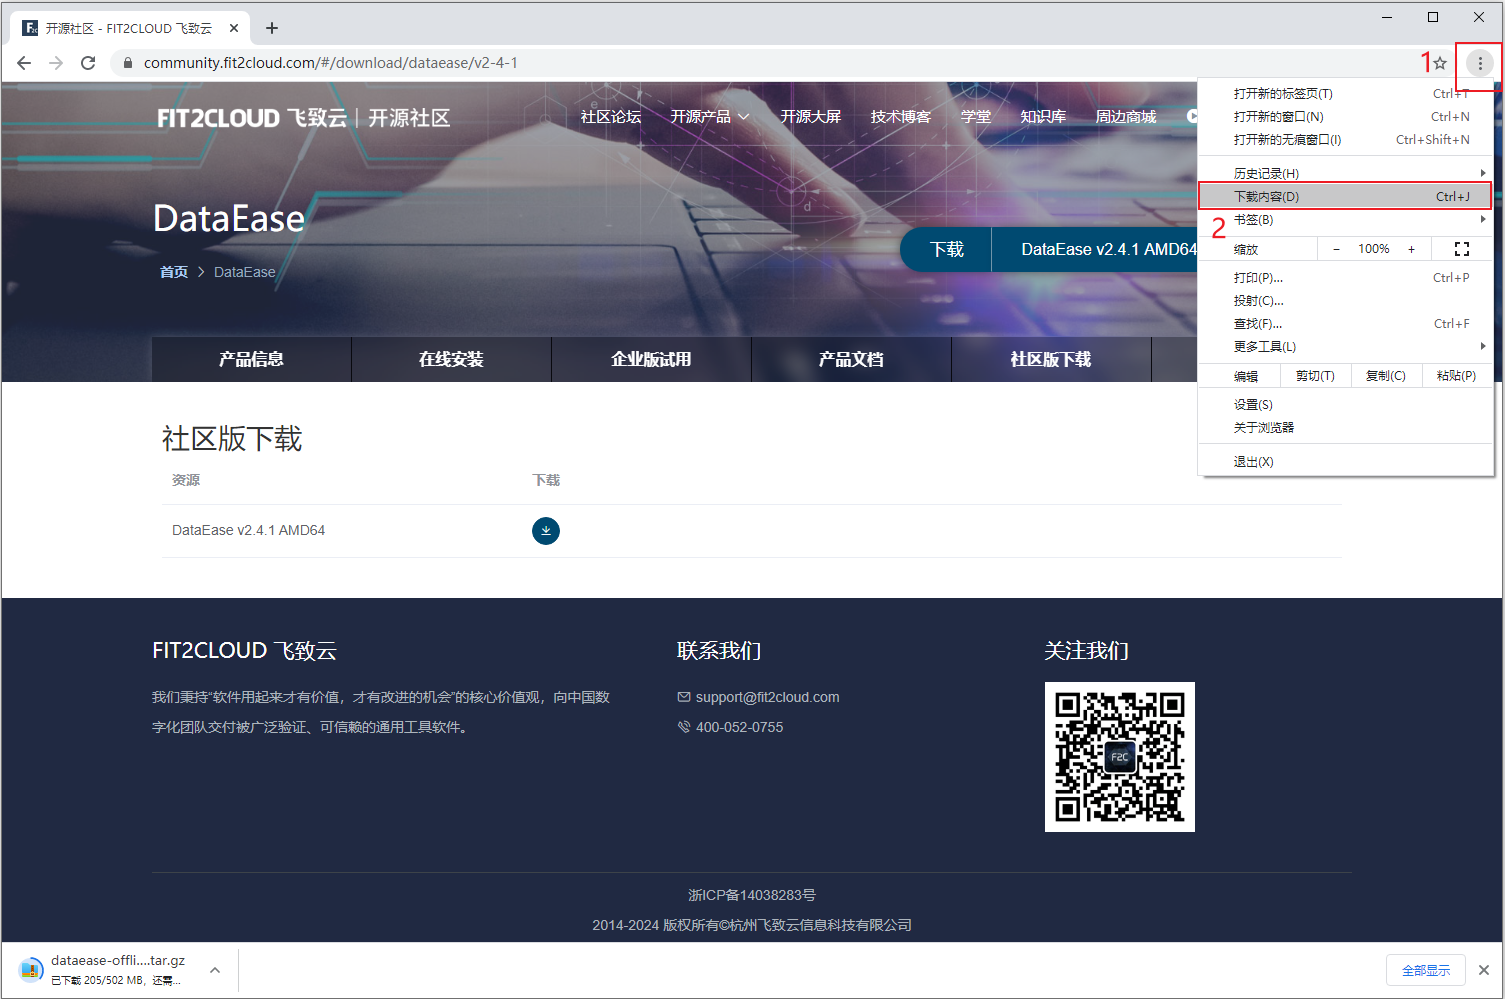 开源社区 - FIT2CLOUD 飞致云
community.fit2cloud.com/#/download/dataease/v2-4-1
1
FIT2CLOUD 飞致云 | 开源社区
社区论坛 开源产品 开源大屏 技术博客 学堂 知识库 周边商城
DataEase
首页 > DataEase
下载 DataEase v2.4.1 AMD64
产品信息 在线安装 企业版试用 产品文档 社区版下载
打开新的标签页(T) Ctrl+T
打开新的窗口(N) Ctrl+N
打开新的无痕窗口(I) Ctrl+Shift+N
历史记录(H)
下载内容(D) Ctrl+J
2
书签(B)
缩放 - 100% +
打印(P)... Ctrl+P
投射(C)...
查找(F)... Ctrl+F
更多工具(L)
编辑 剪切(T) 复制(C) 粘贴(P)
设置(S)
关于浏览器
退出(X)
社区版下载
资源 下载
DataEase v2.4.1 AMD64
FIT2CLOUD 飞致云
我们秉持“软件用起来才有价值，才有改进的机会”的核心价值观，向中国数
字化团队交付被广泛验证、可信赖的通用工具软件。
联系我们
support@fit2cloud.com
400-052-0755
关注我们
F2C
浙ICP备14038283号
2014-2024 版权所有©杭州飞致云信息科技有限公司
dataease-offli....tar.gz
已下载 205/502 MB，还需...
全部显示